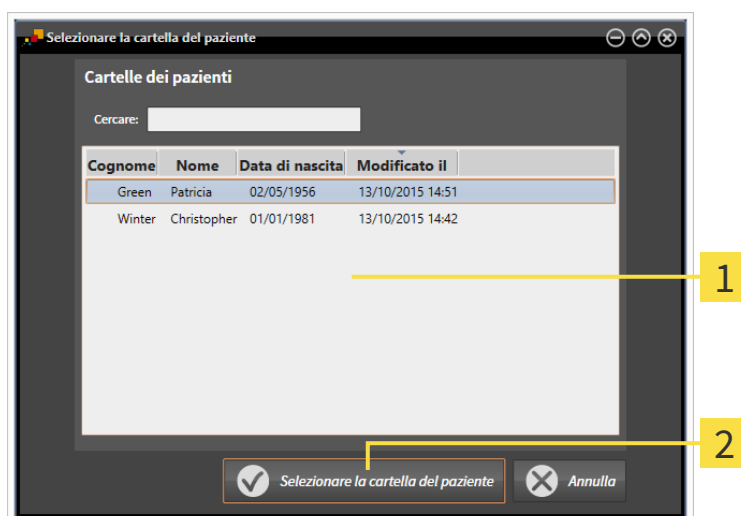 Selezionare la cartella del paziente
Cartelle dei pazienti
Cercare:
Cognome Nome Data di nascita Modificato il
Green Patricia 02/05/1956 13/10/2015 14:51
Winter Christopher 01/01/1981 13/10/2015 14:42
1
2
Selezionare la cartella del paziente Annulla